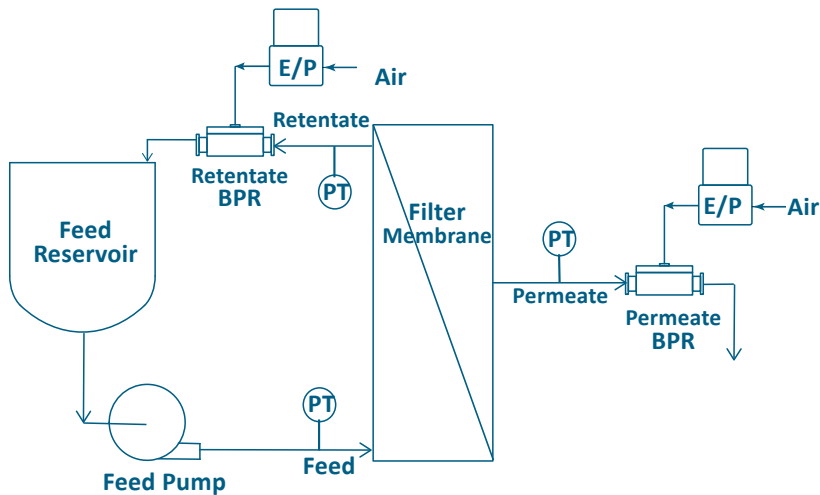 E/P
Air
Retentate
Retentate
BPR
PT
Feed
Reservoir
Filter
Membrane
E/P
Air
PT
Permeate
Permeate
BPR
PT
Feed
Feed Pump